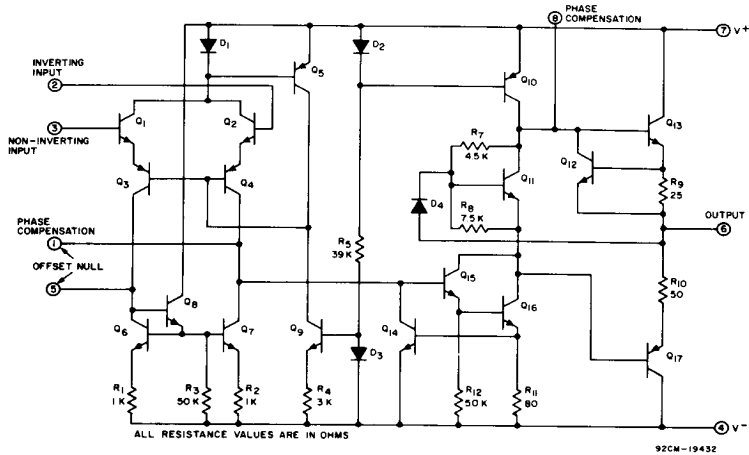 8 PHASE
COMPENSATION
7 V+
INVERTING
INPUT
2
3
NON-INVERTING
INPUT
D1
D2
Q5
Q10
Q1
Q2
Q13
R7
4.5 K
Q12
Q11
Q3
Q4
R9
25
D4
R8
7.5 K
PHASE
COMPENSATION
1
OFFSET NULL
5
OUTPUT
6
R5
39 K
R10
50
Q8
Q15
Q16
Q6
Q7
Q9
Q14
Q17
D3
R1
1 K
R3
50 K
R2
1 K
R4
3 K
R12
50 K
R11
80
4 V-
ALL RESISTANCE VALUES ARE IN OHMS
92CM-19432